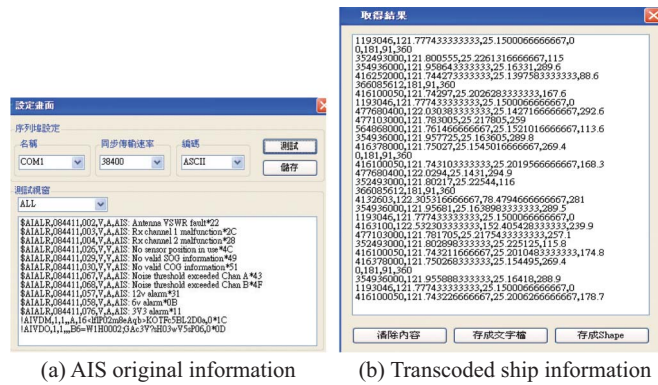 設定畫面
序列埠設定
名稱 同步傳輸速率 編碼
COM1 38400 ASCII
測試
儲存
測試視窗
ALL
$AIALR,084411,002,V,A,AIS: Antenna VSWR fault*22
$AIALR,084411,003,V,A,AIS: Rx channel 1 malfunction*2C
$AIALR,084411,004,V,A,AIS: Rx channel 2 malfunction*28
$AIALR,084411,026,V,A,AIS: No sensor position in use*4C
$AIALR,084411,029,V,A,AIS: No valid SOG information*49
$AIALR,084411,030,V,V,AIS: No valid COG information*51
$AIALR,084411,067,V,A,AIS: Noise threshold exceeded Chan A*43
$AIALR,084411,068,V,A,AIS: Noise threshold exceeded Chan B*4F
$AIALR,084411,057,V,A,AIS: 12v alarm*31
$AIALR,084411,058,V,A,AIS: 6v alarm*0B
$AIALR,084411,076,V,A,AIS: 3V3 alarm*11
(a) AIS original information
取得結果
1193046,121.777433333333,25.1500066666667,0
0,181,91,360
352493000,121.800555,25.2261316666667,115
354936000,121.958643333333,25.16331,289.6
416252000,121.744273333333,25.1397583333333,88.6
366085612,181,91,360
416100050,121.74297,25.2026283333333,167.6
1193046,121.777433333333,25.1500066666667,0
477680400,122.030383333333,25.1427166666667,292.6
477103000,121.783005,25.217805,259
564868000,121.761466666667,25.1521016666667,113.6
354936000,121.957725,25.163605,289.8
416378000,121.75027,25.1545016666667,269.4
0,181,91,360
416100050,121.743103333333,25.2019566666667,168.3
477680400,122.0294,25.1431,294.9
352493000,121.80217,25.22544,116
366085612,181,91,360
4132603,122.305316666667,78.4794666666667,281
354936000,121.95681,25.1638983333333,289.5
1193046,121.777433333333,25.1500066666667,0
4163100,122.532303333333,152.405428333333,239.9
477103000,121.781705,25.2175433333333,257.1
352493000,121.802898333333,25.225125,115.8
416100050,121.743211666667,25.2010483333333,174.8
416378000,121.750268333333,25.154495,269.4
0,181,91,360
354936000,121.955888333333,25.16418,288.9
1193046,121.777433333333,25.1500066666667,0
416100050,121.743226666667,25.2006266666667,178.7
清除內容 存成文字檔 存成Shape
(b) Transcoded ship information